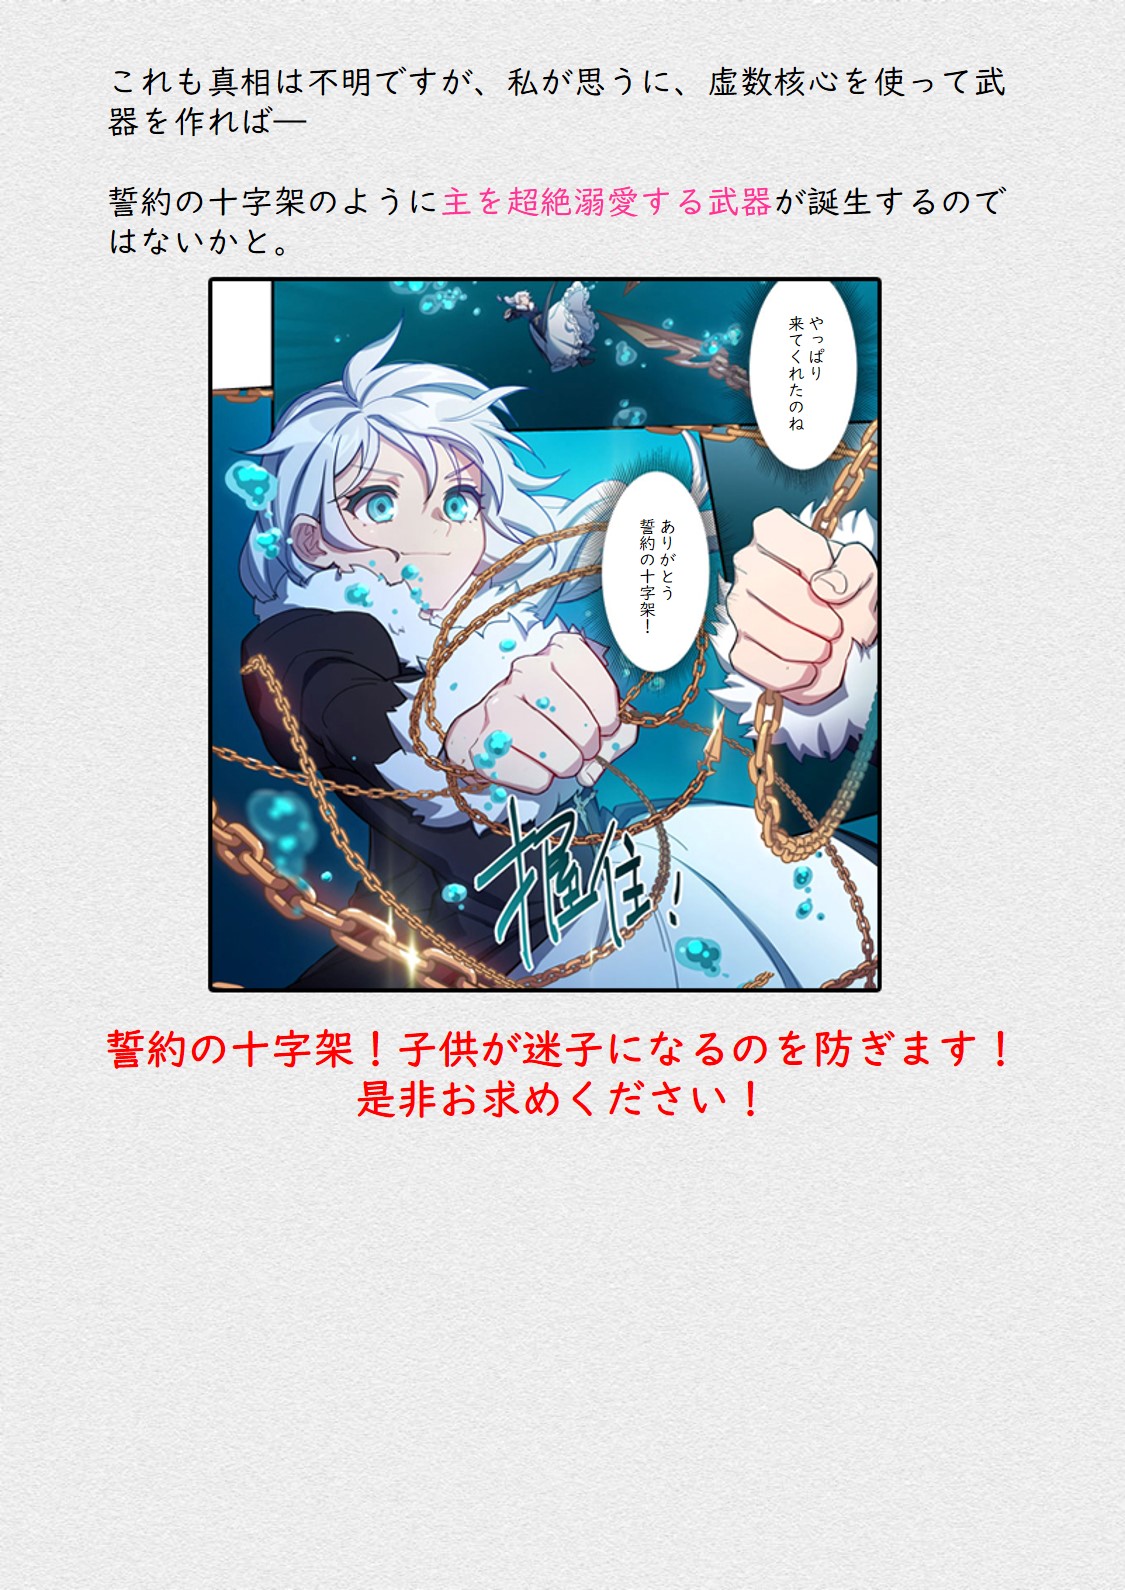 これも真相は不明ですが、私が思うに、虚数核心を使って武
器を作れば―
誓約の十字架のように主を超絶溺愛する武器が誕生するので
はないかと。
やっぱり
来てくれたのね
ありがとう
誓約の十字架！
握住！
誓約の十字架！子供が迷子になるのを防ぎます！
是非お求めください！